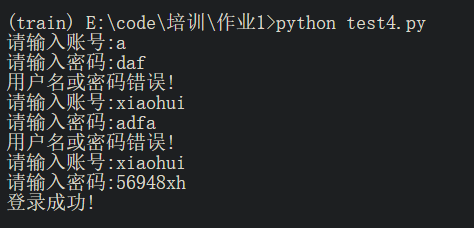 (train) E:\code\培训\作业1>python test4.py
请输入账号:a
请输入密码:daf
用户名或密码错误!
请输入账号:xiaohui
请输入密码:adfa
用户名或密码错误!
请输入账号:xiaohui
请输入密码:56948xh
登录成功!